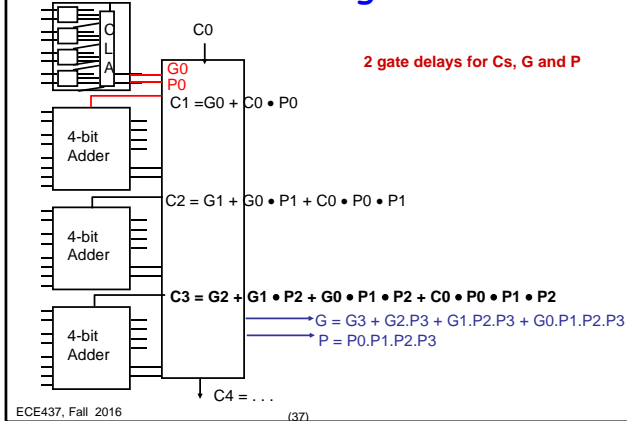 C
L
A
C0
2 gate delays for Cs, G and P
G0
P0
C1 =G0 + C0 • P0
4-bit
Adder
C2 = G1 + G0 • P1 + C0 • P0 • P1
4-bit
Adder
C3 = G2 + G1 • P2 + G0 • P1 • P2 + C0 • P0 • P1 • P2
G = G3 + G2.P3 + G1.P2.P3 + G0.P1.P2.P3
4-bit
Adder
P = P0.P1.P2.P3
C4 = . . .
ECE437, Fall 2016
(37)